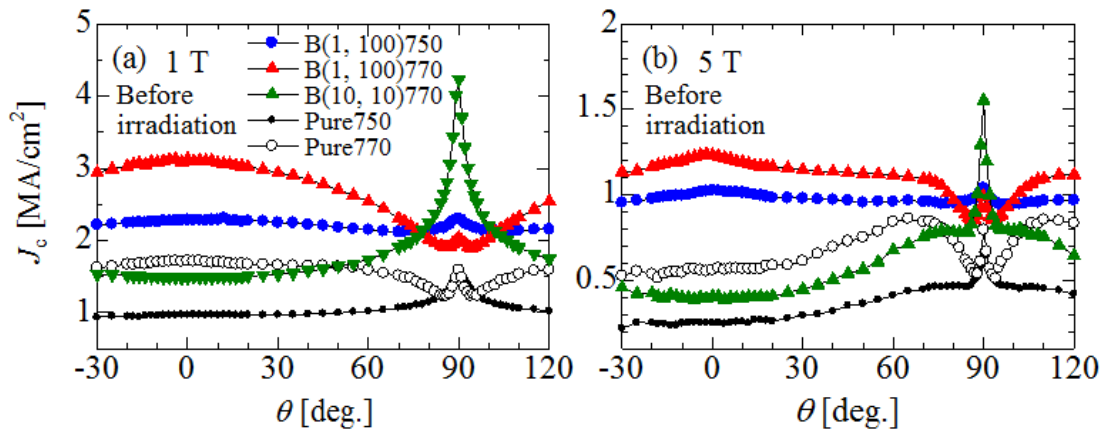 (a) 1 T
Before
irradiation
B(1, 100)750
B(1, 100)770
B(10, 10)770
Pure750
Pure770
5
4
3
2
1
J_c [MA/cm²]
-30 0 30 60 90 120
θ [deg.]
(b) 5 T
Before
irradiation
2
1.5
1
0.5
-30 0 30 60 90 120
θ [deg.]